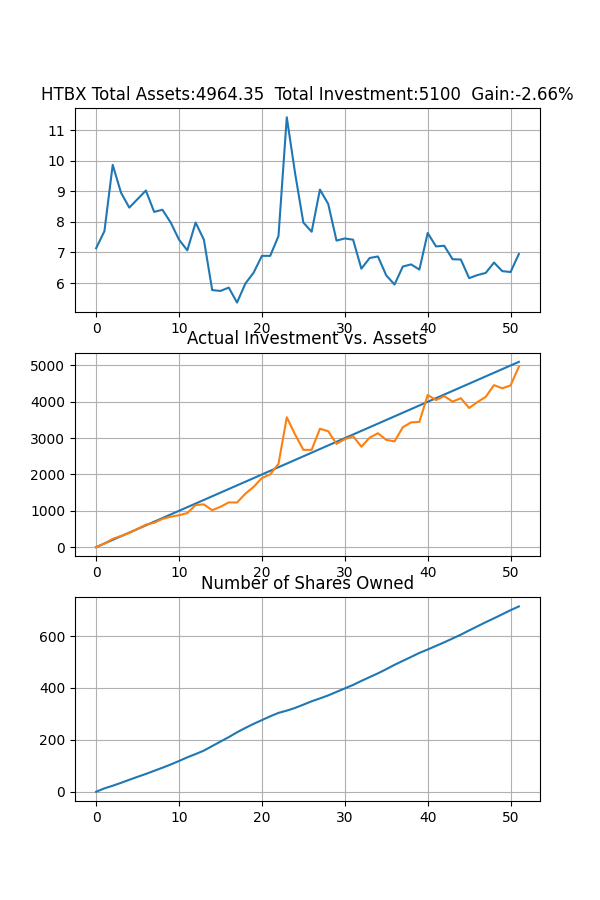 HTBX Total Assets:4964.35  Total Investment:5100  Gain:-2.66%
11
10
9
8
7
6
0 10 20 30 40 50
Actual Investment vs. Assets
5000
4000
3000
2000
1000
0
0 10 20 30 40 50
Number of Shares Owned
600
400
200
0
0 10 20 30 40 50